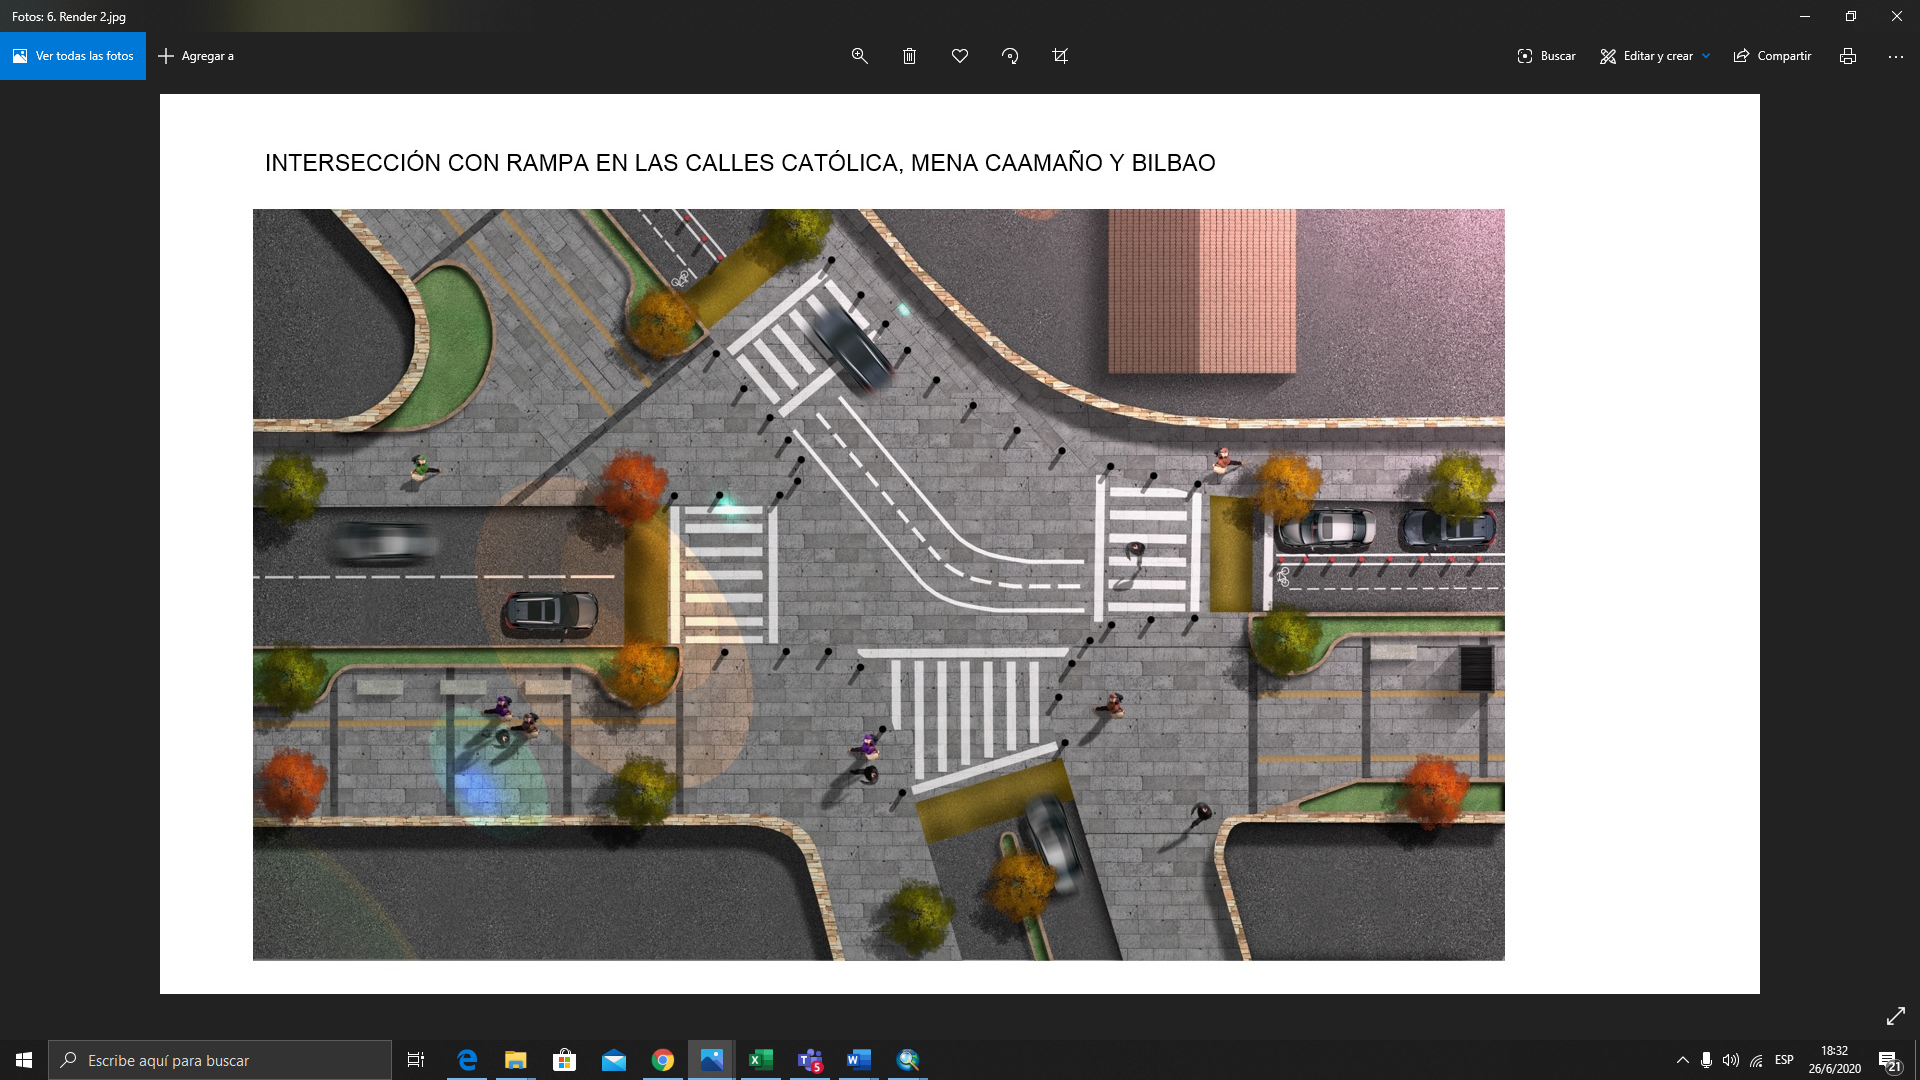 Fotos: 6. Render 2.jpg
Ver todas las fotos
Agregar a
Buscar
Editar y crear
Compartir
INTERSECCIÓN CON RAMPA EN LAS CALLES CATÓLICA, MENA CAAMAÑO Y BILBAO
Escribe aquí para buscar
5
ESP
18:32
26/6/2020
21